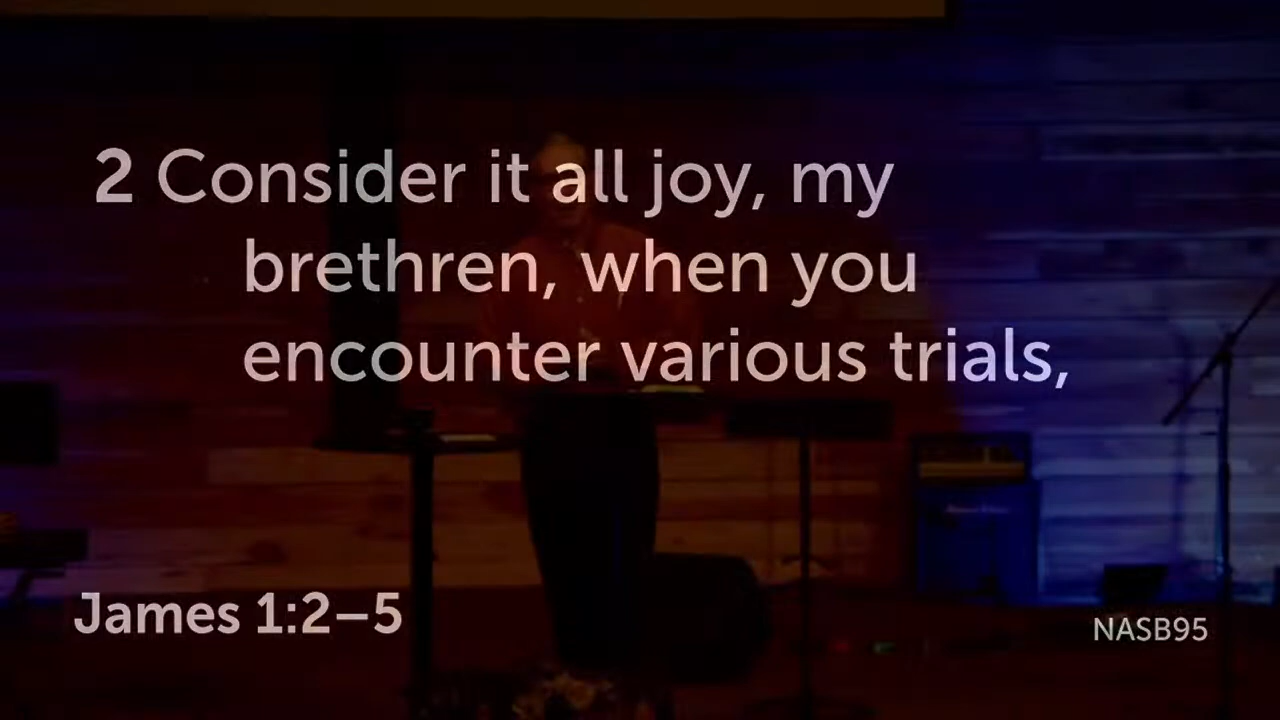 2 Consider it all joy, my
brethren, when you
encounter various trials,
James 1:2–5
NASB95